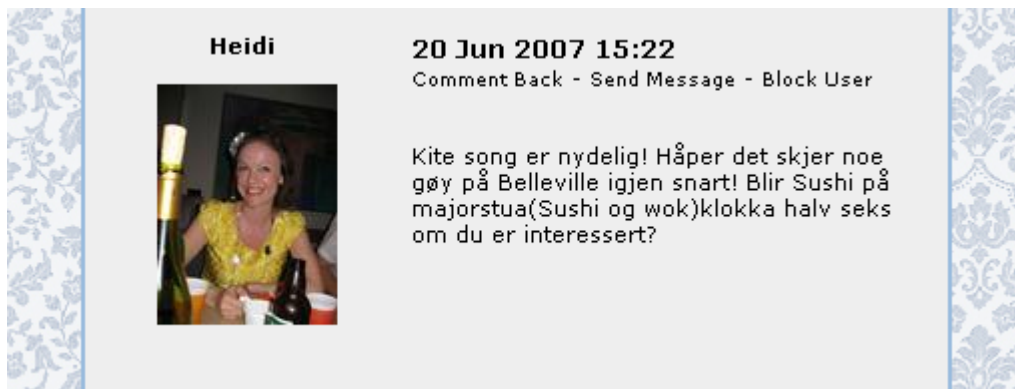 Heidi
20 Jun 2007 15:22
Comment Back - Send Message - Block User
Kite song er nydelig! Håper det skjer noe
gøy på Belleville igjen snart! Blir Sushi på
majorstua(Sushi og wok)klokka halv seks
om du er interessert?